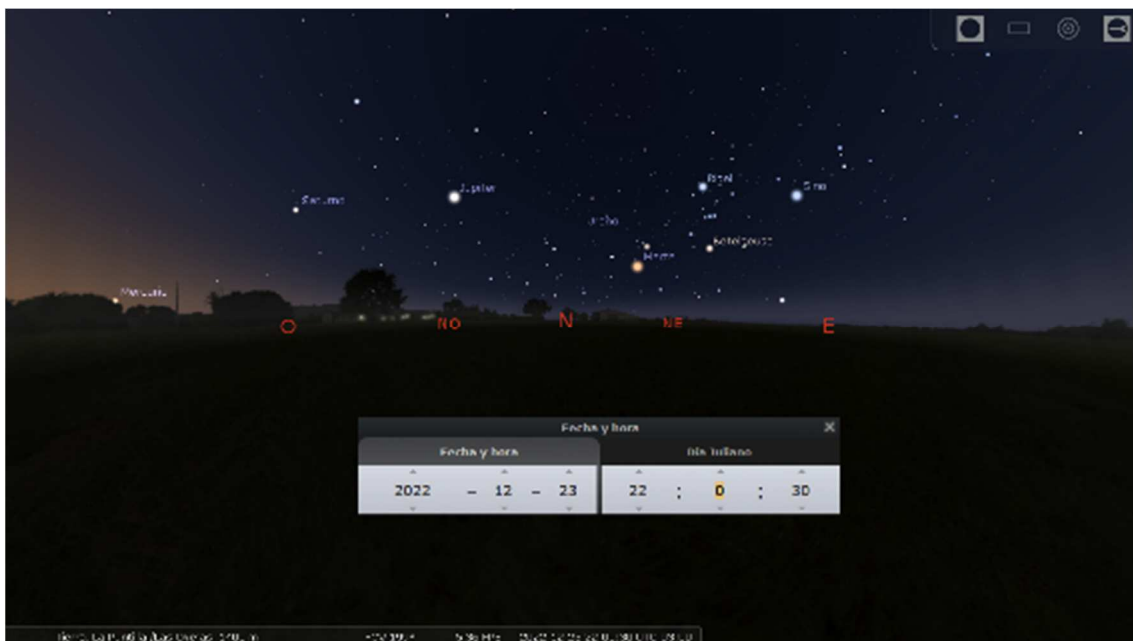 Rigel
Sirio
Júpiter
Saturno
Betelgeuse
Marte
Mercurio
O NO N NE E
Fecha y hora
Fecha y hora Día Juliano
2022 - 12 - 23 22 : 0 : 30